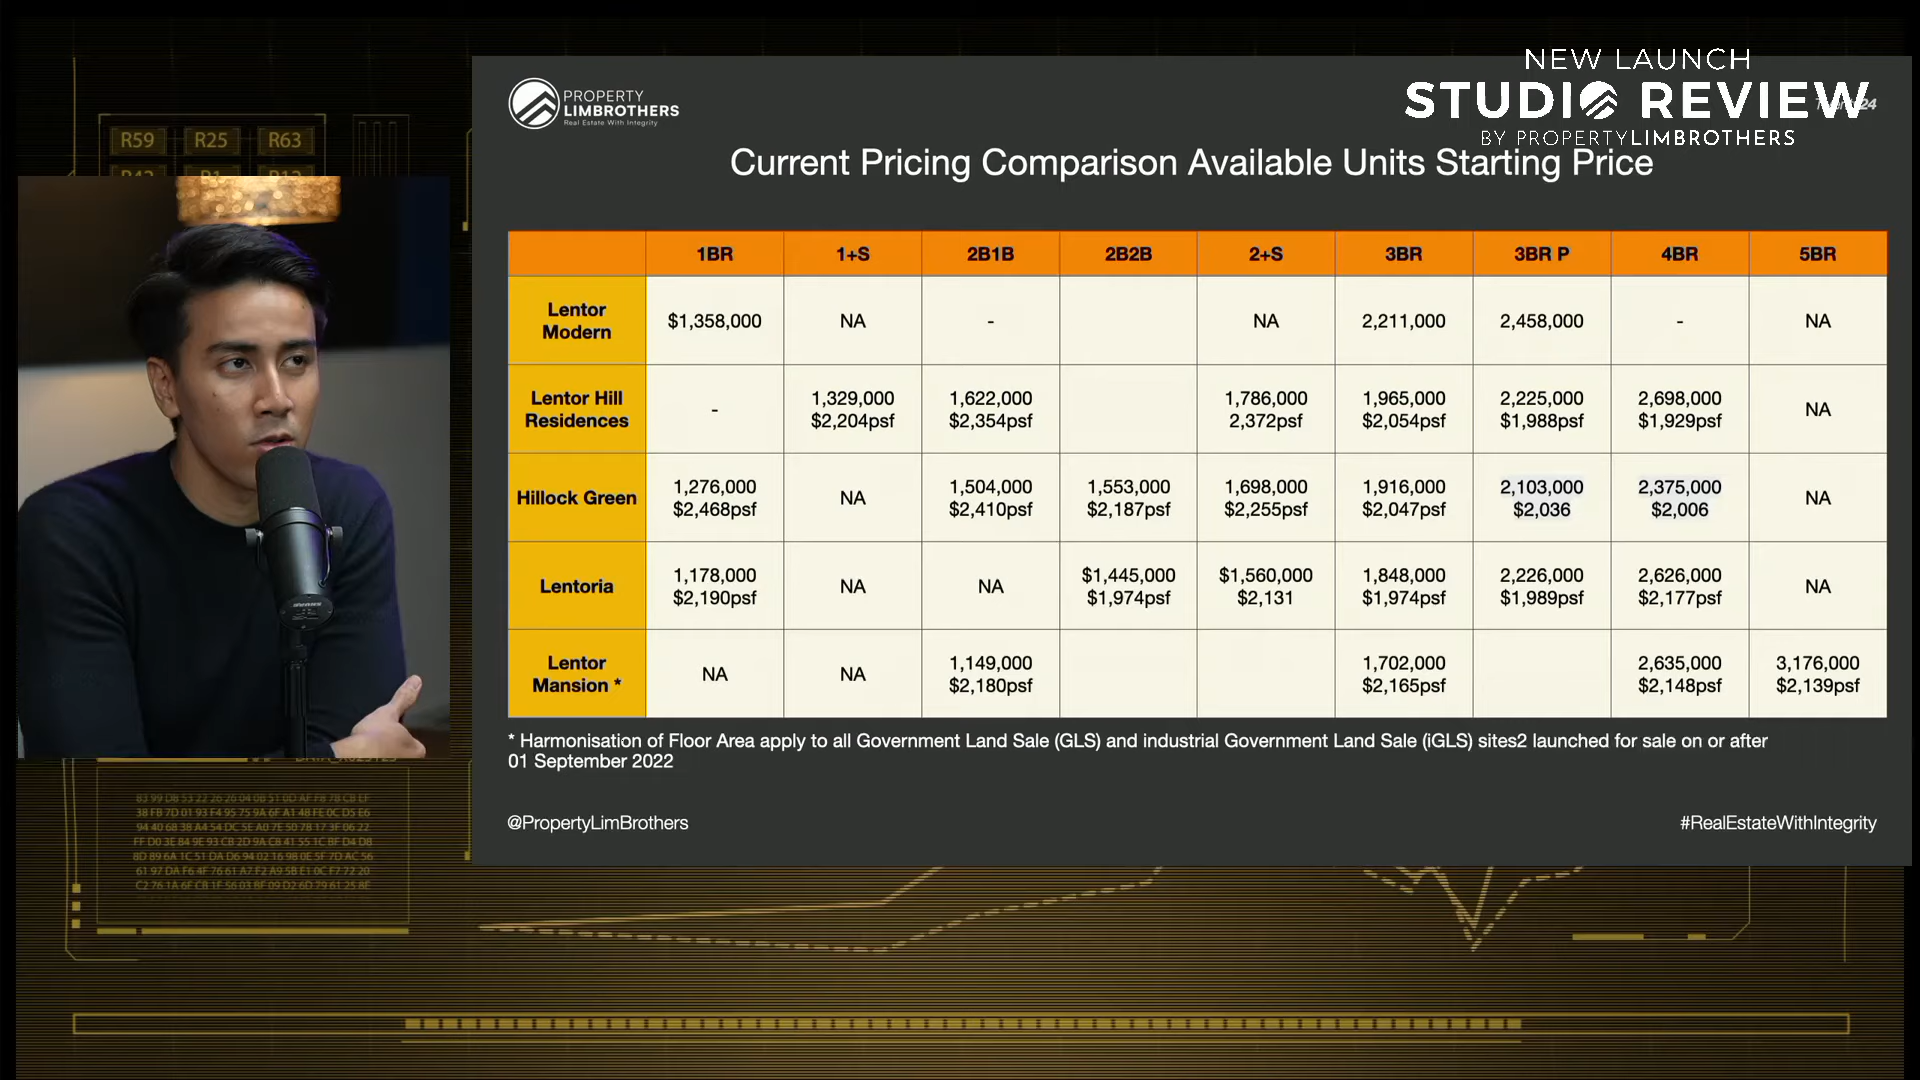 NEW LAUNCH
STUDIO REVIEW
BY PROPERTYLIMBROTHERS
PROPERTY
LIMBROTHERS
Real Estate With Integrity
Current Pricing Comparison Available Units Starting Price
R59 R25 R63
1BR 1+S 2B1B 2B2B 2+S 3BR 3BR P 4BR 5BR
Lentor Modern $1,358,000 NA - NA 2,211,000 2,458,000 - NA
Lentor Hill - 1,329,000 1,622,000 1,786,000 1,965,000 2,225,000 2,698,000 NA
Residences $2,204psf $2,354psf 2,372psf $2,054psf $1,988psf $1,929psf
Hillock Green 1,276,000 NA 1,504,000 1,553,000 1,698,000 1,916,000 2,103,000 2,375,000 NA
$2,468psf $2,410psf $2,187psf $2,255psf $2,047psf $2,036 $2,006
Lentoria 1,178,000 NA NA $1,445,000 $1,560,000 1,848,000 2,226,000 2,626,000 NA
$2,190psf $1,974psf $2,131 $1,974psf $1,989psf $2,177psf
Lentor NA NA 1,149,000 1,702,000 2,635,000 3,176,000
Mansion * $2,180psf $2,165psf $2,148psf $2,139psf
* Harmonisation of Floor Area apply to all Government Land Sale (GLS) and industrial Government Land Sale (iGLS) sites2 launched for sale on or after
01 September 2022
@PropertyLimBrothers
#RealEstateWithIntegrity